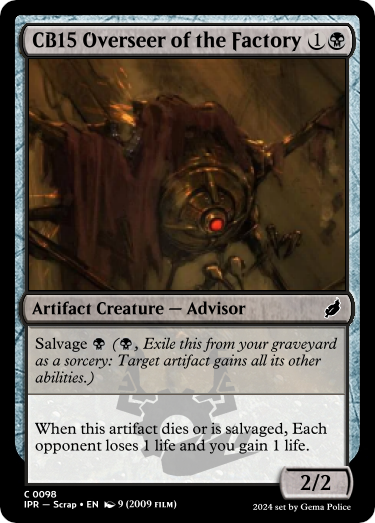 CB15 Overseer of the Factory 1
Artifact Creature — Advisor
Salvage (, Exile this from your graveyard
as a sorcery: Target artifact gains all its other
abilities.)
When this artifact dies or is salvaged, Each
opponent loses 1 life and you gain 1 life.
2/2
C 0098
IPR — Scrap • EN 9 (2009 FILM)
2024 set by Gema Police